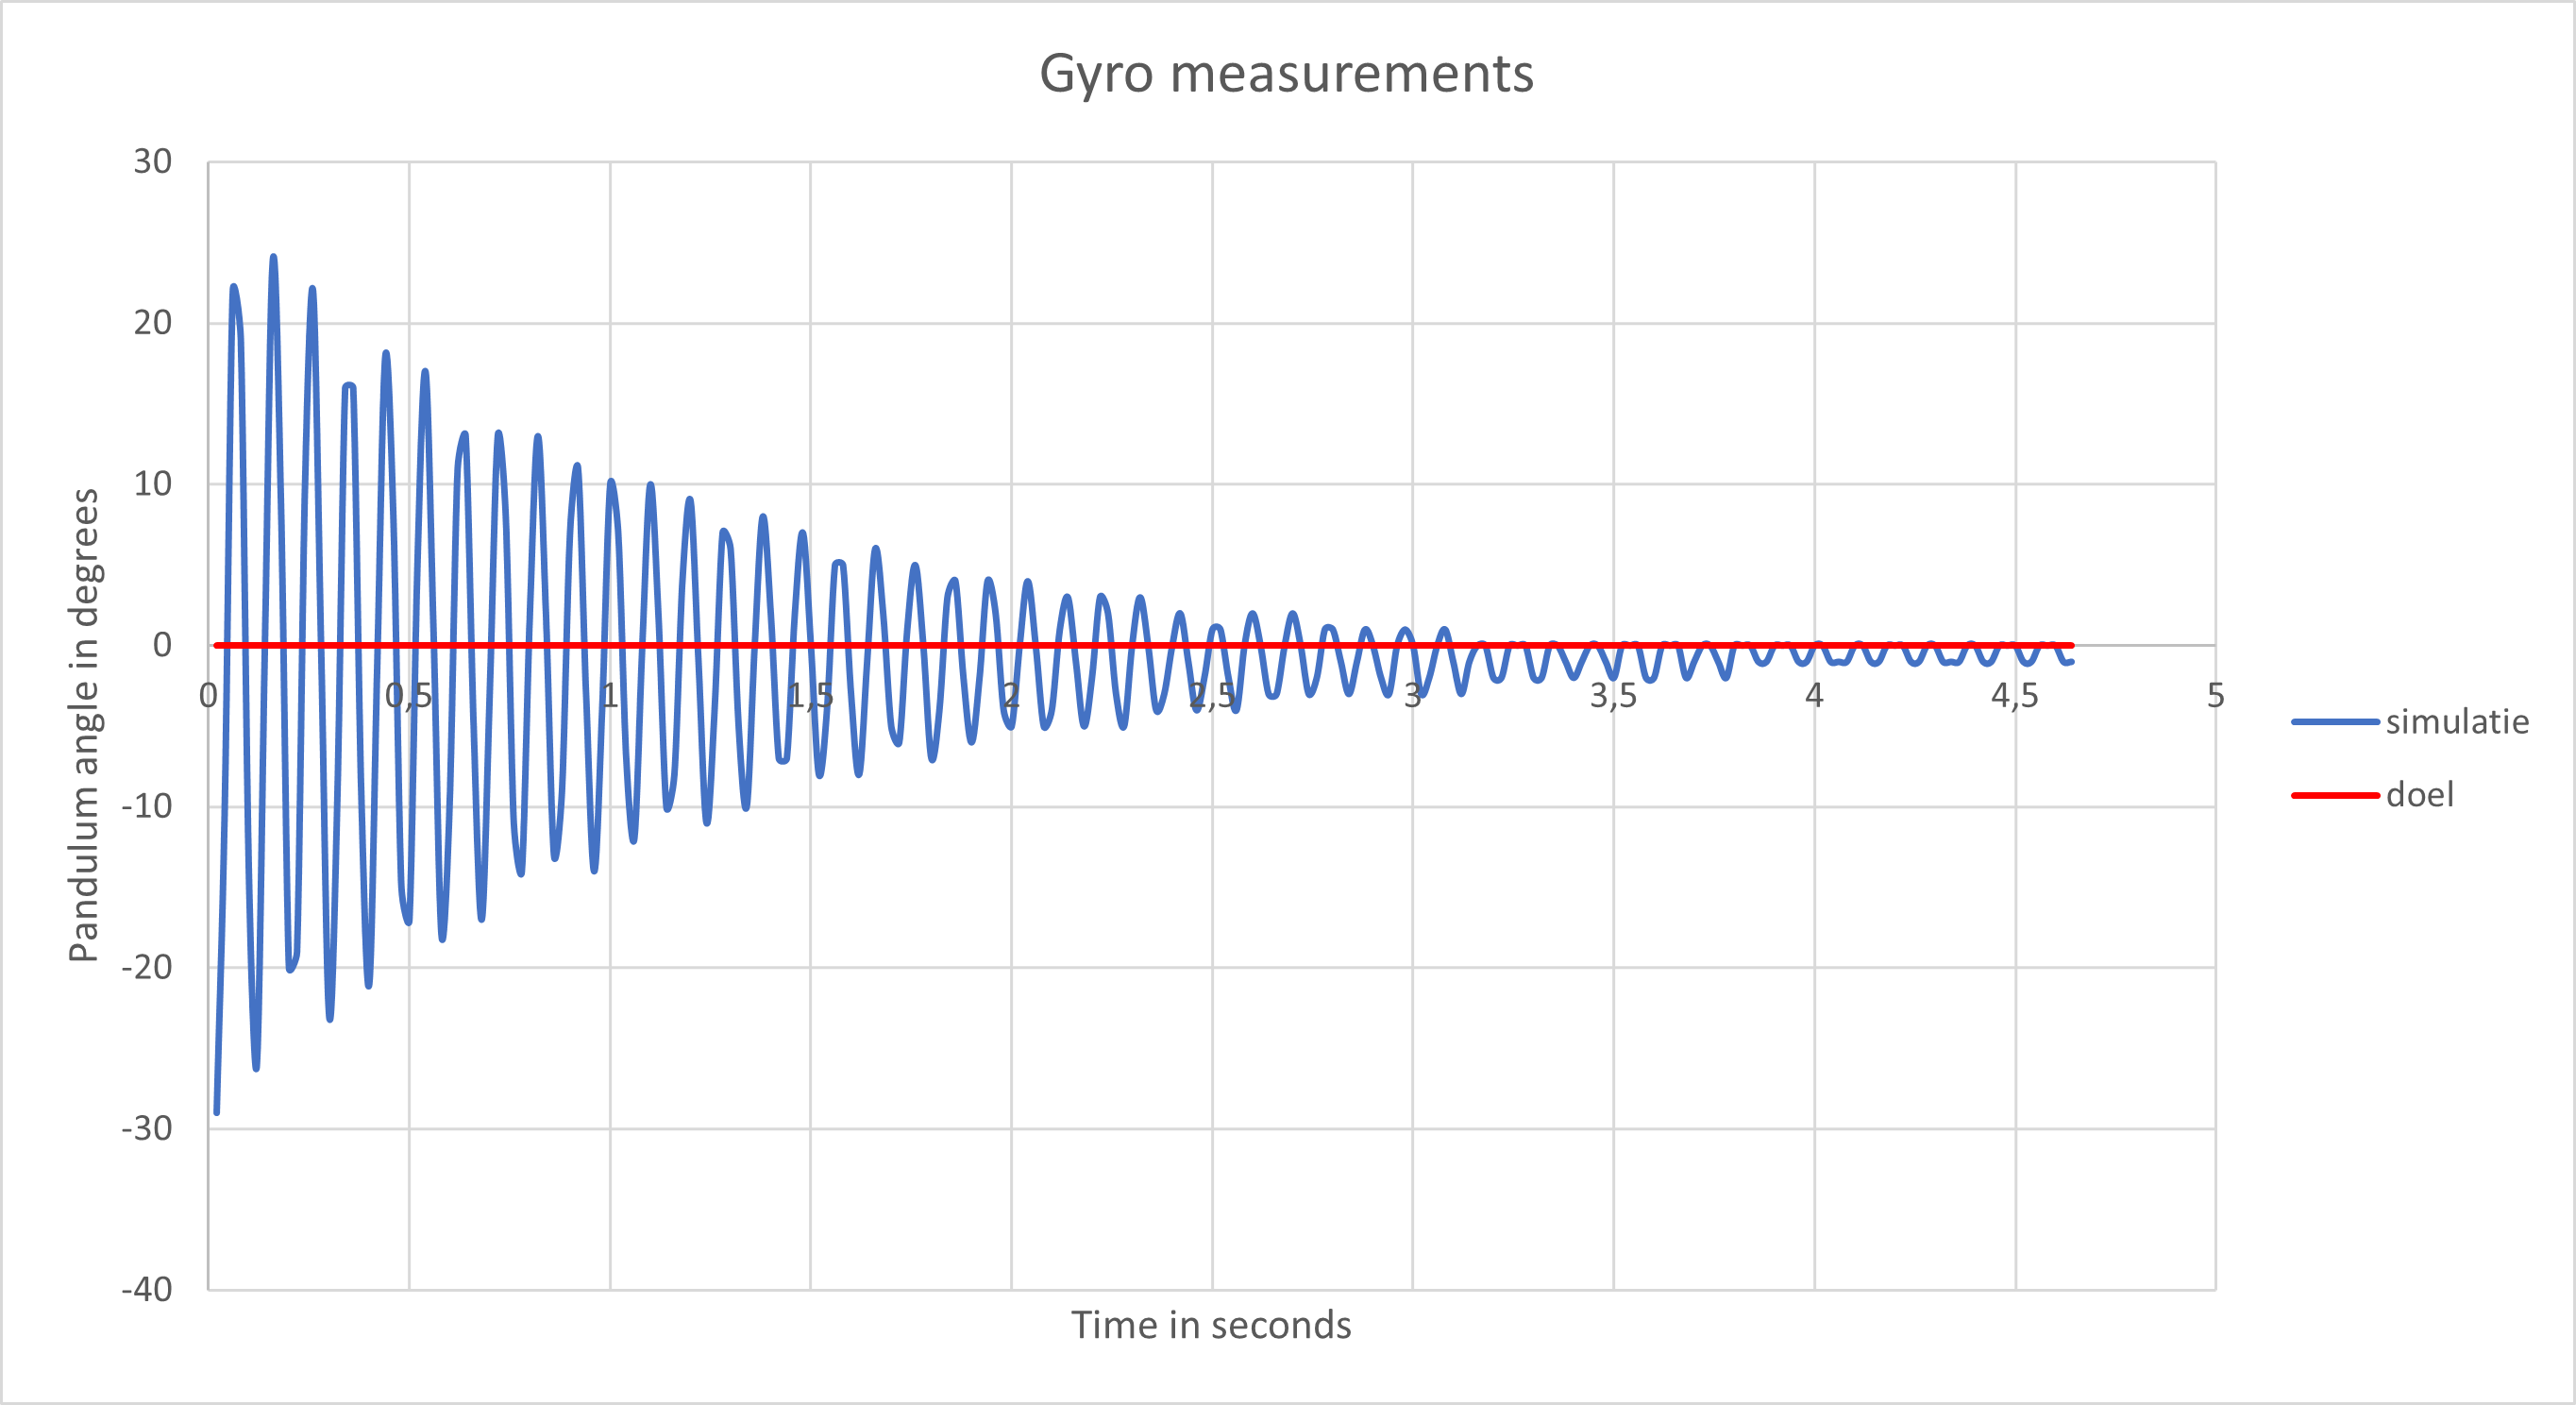 Gyro measurements
30
20
10
0
-10
-20
-30
-40
Pandulum angle in degrees
0 0,5 1 1,5 2 2,5 3 3,5 4 4,5 5
Time in seconds
simulatie
doel